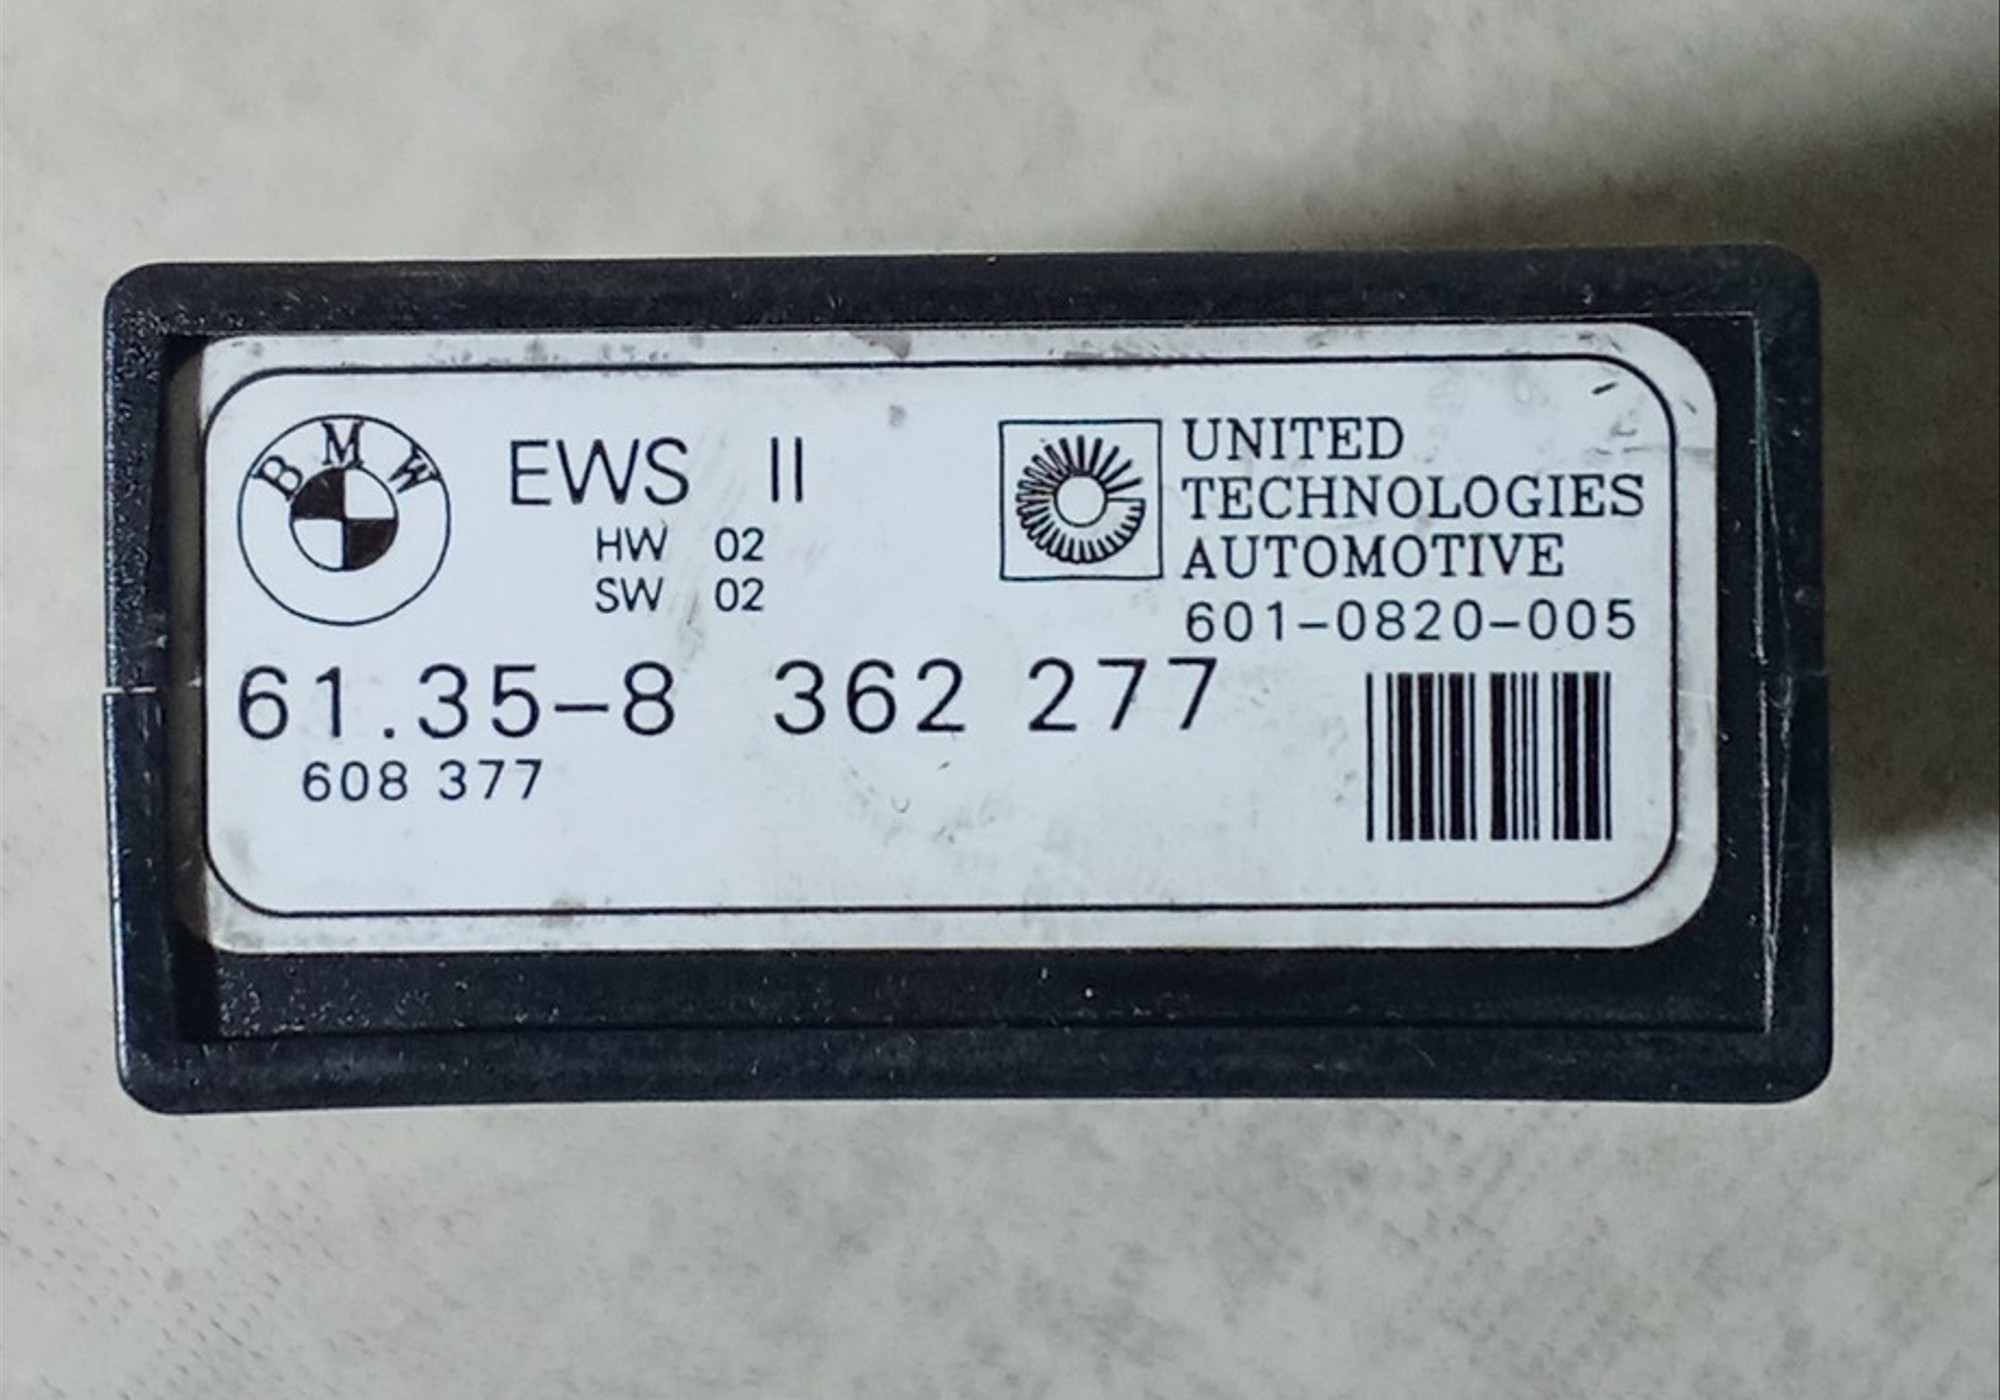 BMW
EWS II
HW 02
SW 02
UNITED
TECHNOLOGIES
AUTOMOTIVE
601-0820-005
61.35-8 362 277
608 377